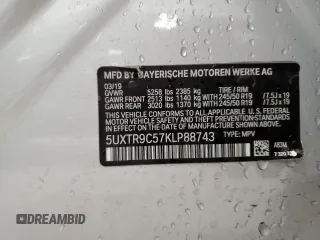 MFD BY BAYERISCHE MOTOREN WERKE AG
03/19
GVWR 5258 lbs 2385 kg TIRE / RIM
GAWR FRONT 2513 lbs 1140 kg WITH 245/50 R19 /7.5J x 19
GAWR REAR 3020 lbs 1370 kg WITH 245/50 R19 /7.5J x 19
THIS VEHICLE CONFORMS TO ALL APPLICABLE FEDERAL MOTOR
VEHICLE SAFETY, BUMPER, AND THEFT PREVENTION STANDARDS
IN EFFECT ON THE DATE OF MANUFACTURE SHOWN ABOVE.
5UXTR9C57KLP88743 TYPE: MPV